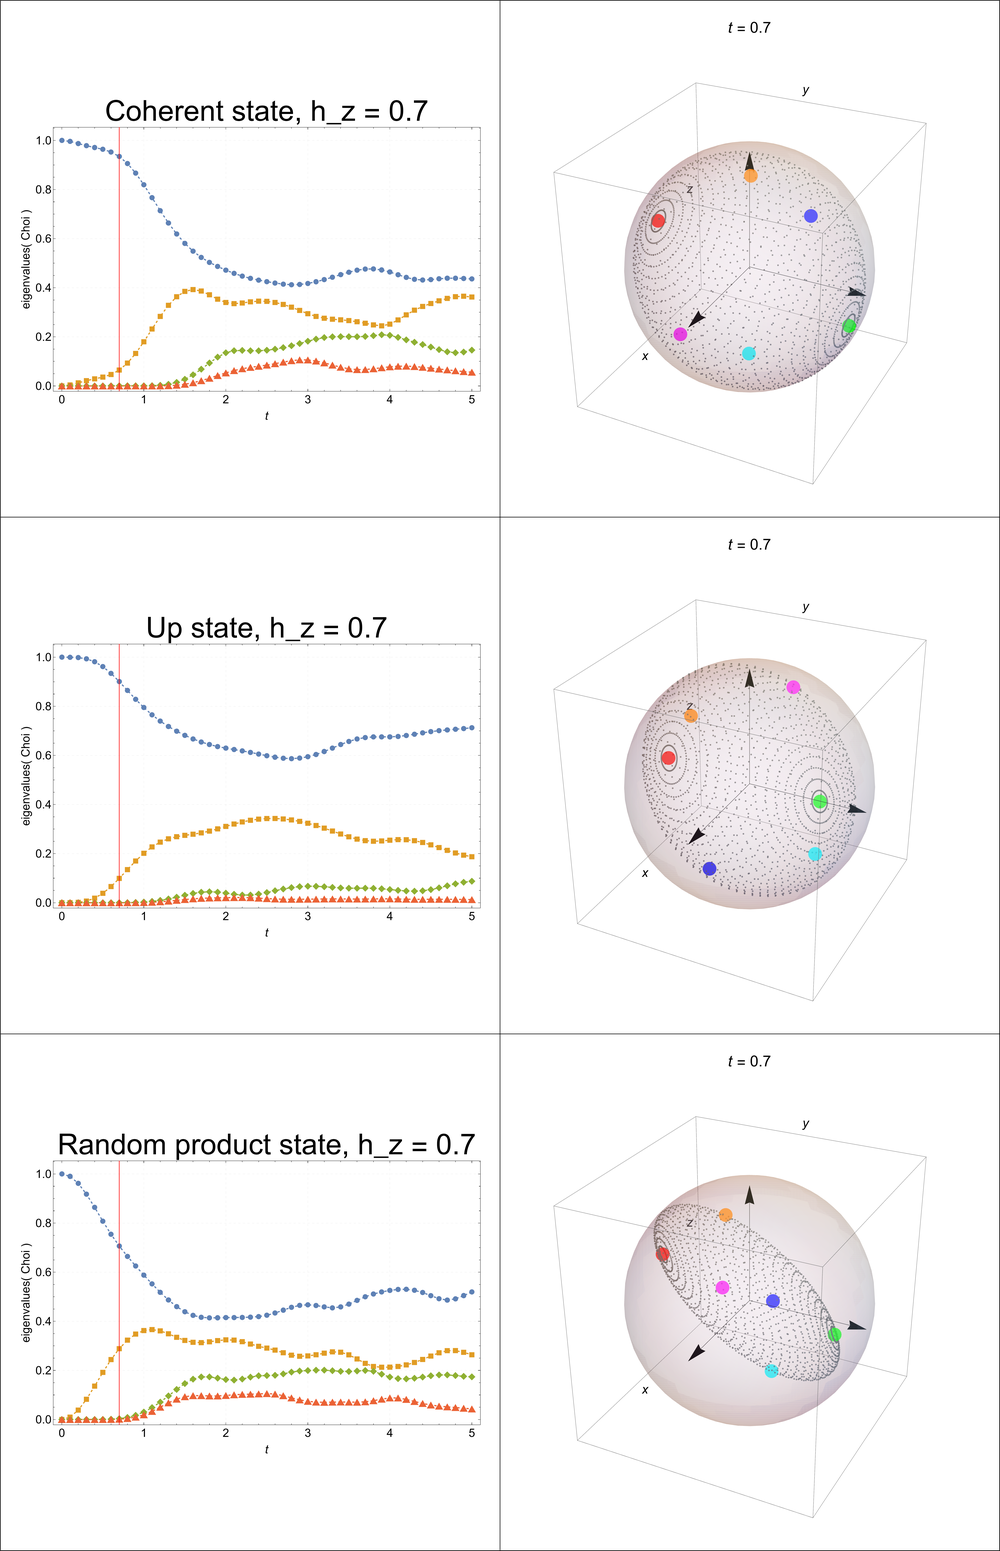 Coherent state, h_z = 0.7
eigenvalues( Choi )
1.0
0.8
0.6
0.4
0.2
0.0
0 1 2 3 4 5
t
t = 0.7
y
z
x
Up state, h_z = 0.7
eigenvalues( Choi )
1.0
0.8
0.6
0.4
0.2
0.0
0 1 2 3 4 5
t
t = 0.7
y
z
x
Random product state, h_z = 0.7
eigenvalues( Choi )
1.0
0.8
0.6
0.4
0.2
0.0
0 1 2 3 4 5
t
t = 0.7
y
z
x